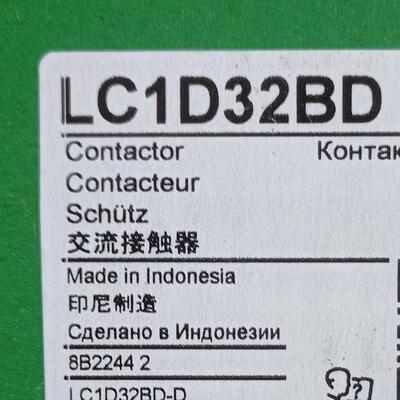 LC1D32BD
Contactor Контак
Contacteur
Schütz
交流接触器
Made in Indonesia
印尼制造
Сделано в Индонезии
8B2244 2
LC1D32BD-D